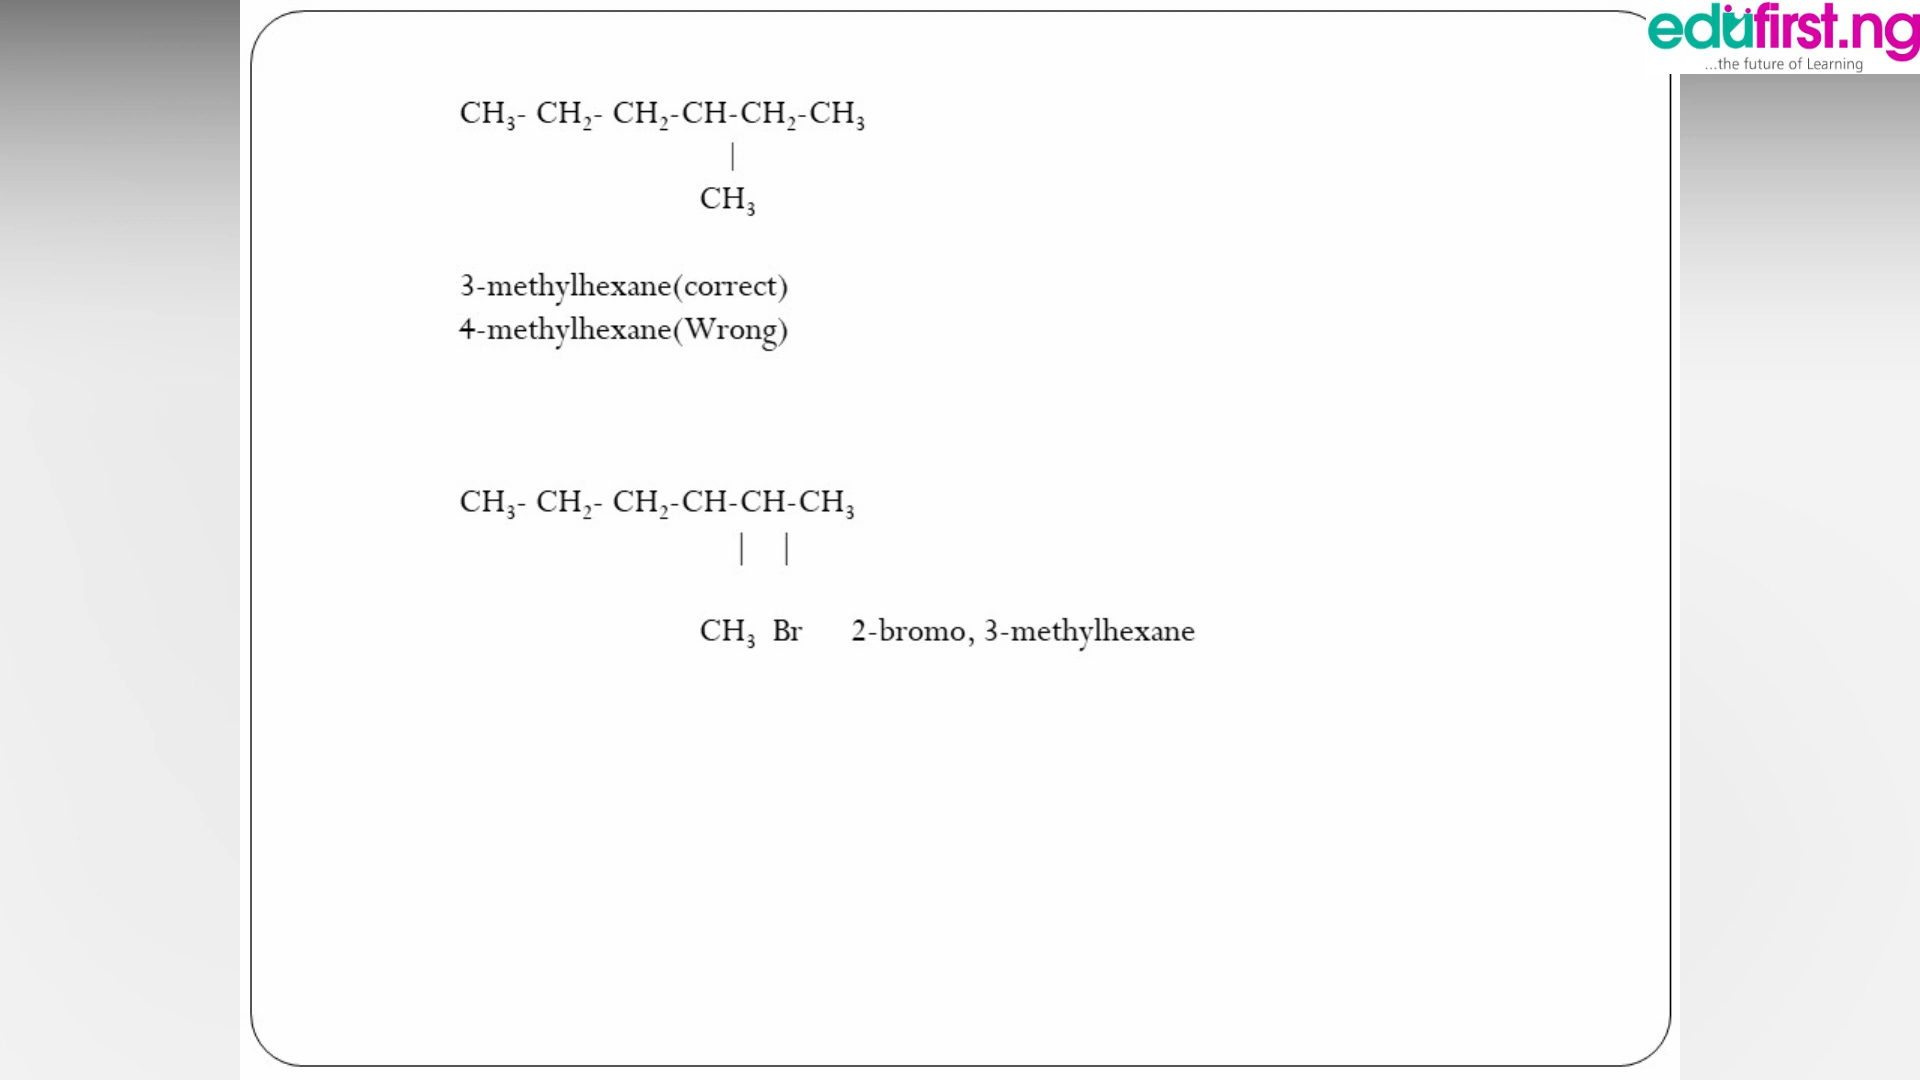 edufirst.ng
...the future of Learning
CH₃- CH₂- CH₂-CH-CH₂-CH₃
|
CH₃
3-methylhexane(correct)
4-methylhexane(Wrong)
CH₃- CH₂- CH₂-CH-CH-CH₃
| |
CH₃ Br 2-bromo, 3-methylhexane